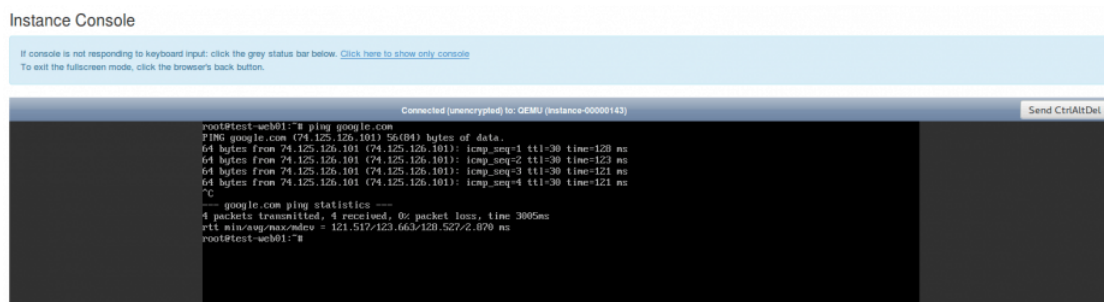 Instance Console
If console is not responding to keyboard input: click the grey status bar below. Click here to show only console
To exit the fullscreen mode, click the browser's back button.
Connected (unencrypted) to: QEMU (instance-00000143)
Send CtrlAltDel
root@test-web01:~# ping google.com
PING google.com (74.125.126.101) 56(84) bytes of data.
64 bytes from 74.125.126.101 (74.125.126.101): icmp_seq=1 ttl=30 time=128 ms
64 bytes from 74.125.126.101 (74.125.126.101): icmp_seq=2 ttl=30 time=123 ms
64 bytes from 74.125.126.101 (74.125.126.101): icmp_seq=3 ttl=30 time=121 ms
64 bytes from 74.125.126.101 (74.125.126.101): icmp_seq=4 ttl=30 time=121 ms
^C
--- google.com ping statistics ---
4 packets transmitted, 4 received, 0% packet loss, time 3005ms
rtt min/avg/max/mdev = 121.517/123.663/128.527/2.870 ms
root@test-web01:~#